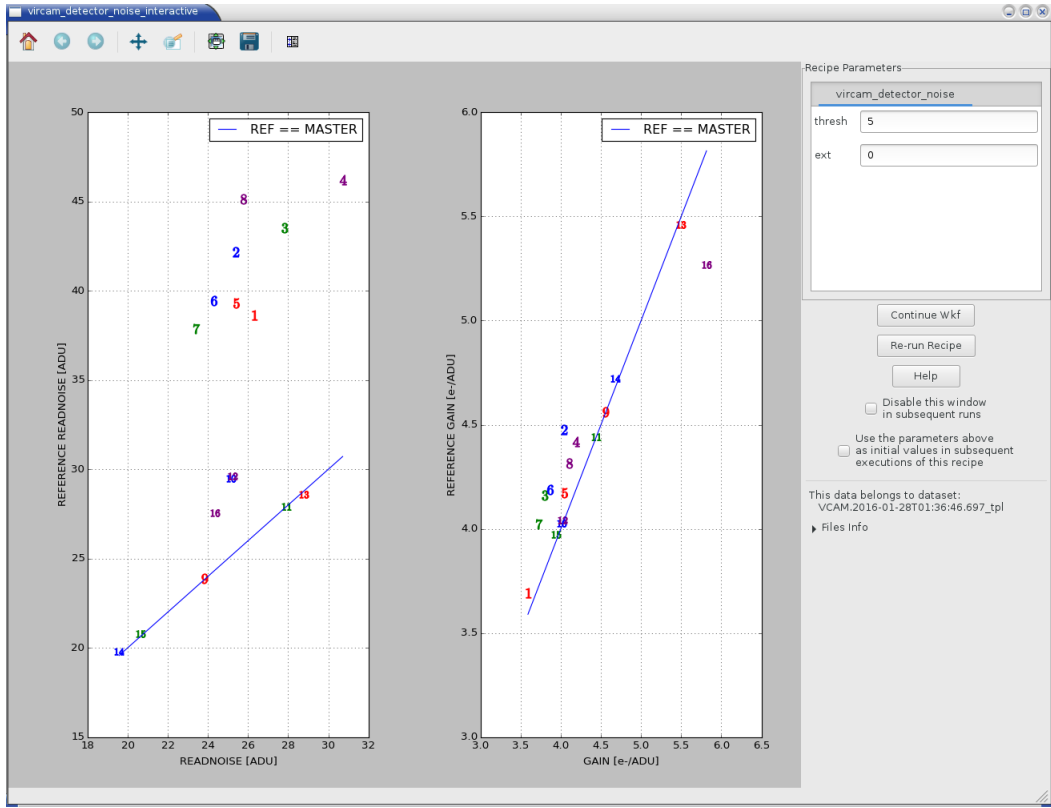 vircam_detector_noise_interactive
REF == MASTER
50
45
40
35
30
25
20
15
REFERENCE READNOISE [ADU]
4
8
3
2
6
5
1
7
16
11
13
9
15
14
18
20
22
24
26
28
30
32
READNOISE [ADU]
REF == MASTER
6.0
5.5
5.0
4.5
4.0
3.5
3.0
REFERENCE GAIN [e-/ADU]
13
16
14
9
2
11
4
8
6
3
5
7
15
1
3.0
3.5
4.0
4.5
5.0
5.5
6.0
6.5
GAIN [e-/ADU]
Recipe Parameters
vircam_detector_noise
thresh 5
ext 0
Continue Wkf
Re-run Recipe
Help
Disable this window
in subsequent runs
Use the parameters above
as initial values in subsequent
executions of this recipe
This data belongs to dataset:
VCAM.2016-01-28T01:36:46.697_tpl
Files Info